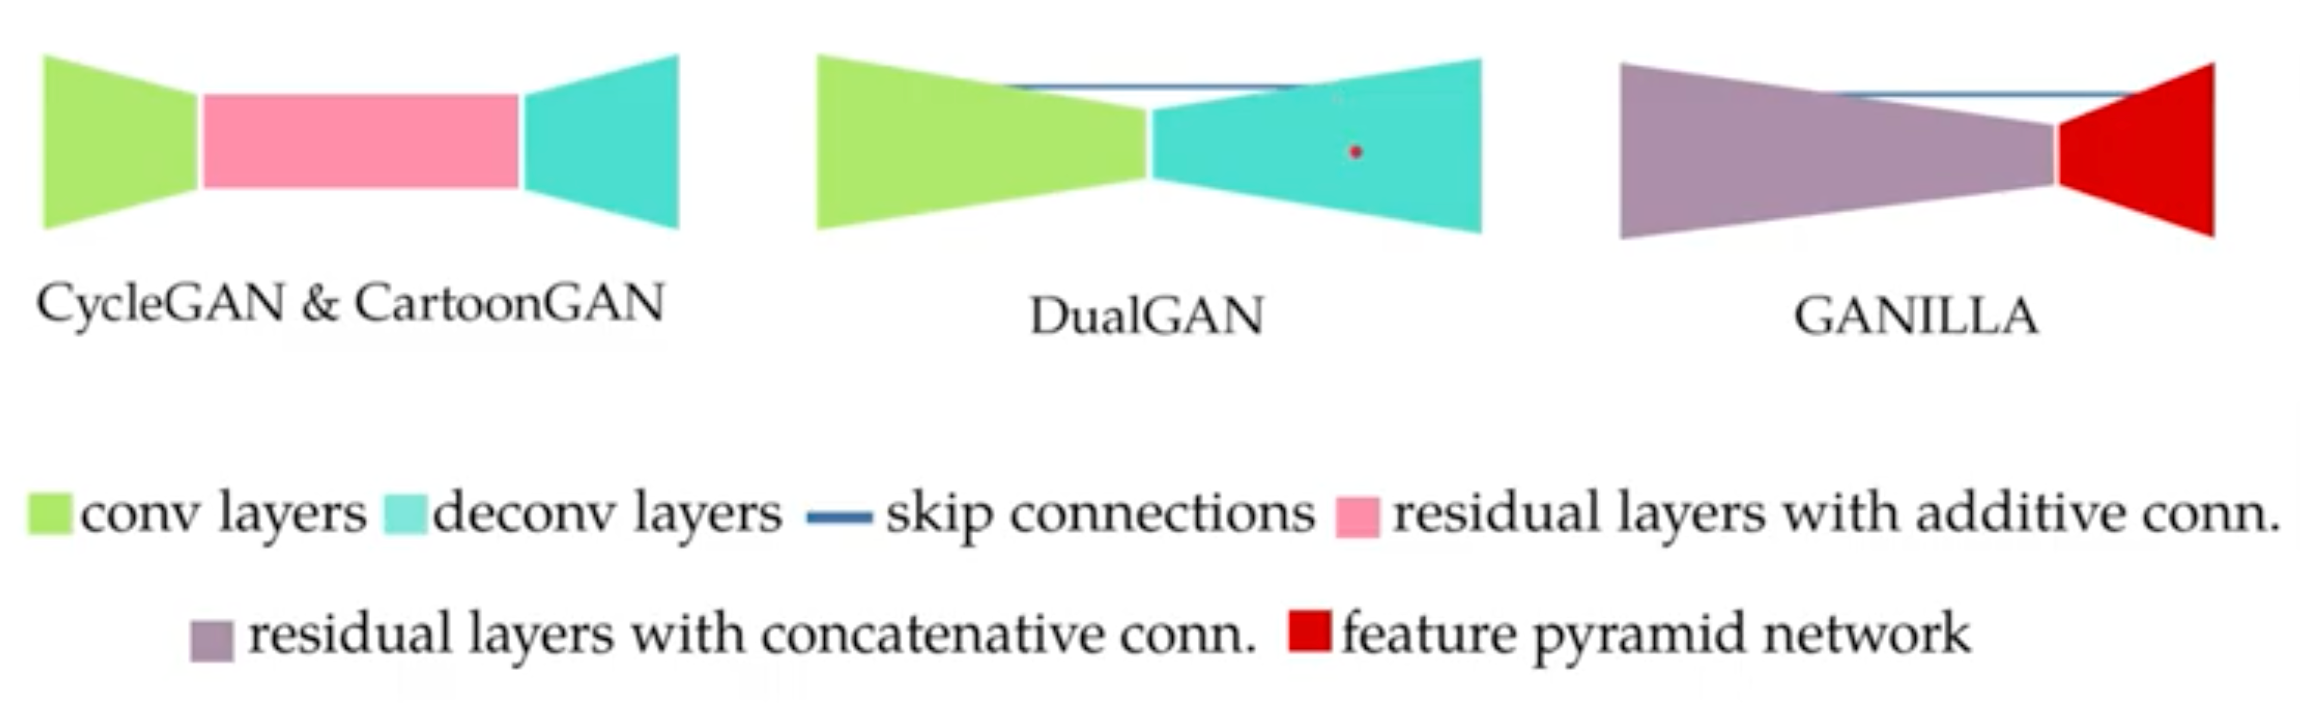 CycleGAN & CartoonGAN
DualGAN
GANILLA
conv layers deconv layers skip connections residual layers with additive conn.
residual layers with concatenative conn. feature pyramid network